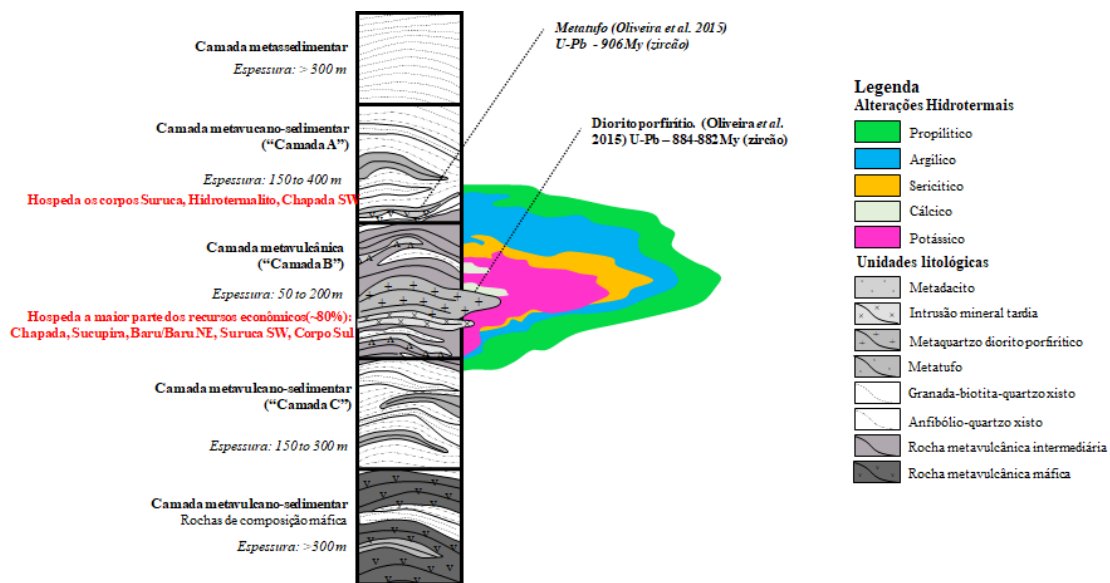 Camada metassedimentar
Espessura: > 300 m
Camada metavucano-sedimentar
(“Camada A”)
Espessura: 150 to 400 m
Hospeda os corpos Suruca, Hidrotermalito, Chapada SW
Camada metavulcânica
(“Camada B”)
Espessura: 50 to 200m
Hospeda a maior parte dos recursos econômicos(~80%):
Chapada, Sucupira, Baru/Baru NE, Suruca SW, Corpo Sul
Camada metavulcano-sedimentar
(“Camada C”)
Espessura: 150 to 300 m
Camada metavulcano-sedimentar
Rochas de composição máfica
Espessura: >300 m
Metatufo (Oliveira et al. 2015)
U-Pb - 906 My (zircão)
Diorito porfirítio. (Oliveira et al.
2015) U-Pb – 884-882 My (zircão)
Legenda
Alterações Hidrotermais
Propilítico
Argílico
Sericítico
Cálcico
Potássico
Unidades litológicas
Metadacito
Intrusão mineral tardia
Metaquartzo diorito porfirítico
Metatufo
Granada-biotita-quartzo xisto
Anfibólio-quartzo xisto
Rocha metavulcânica intermediária
Rocha metavulcânica máfica